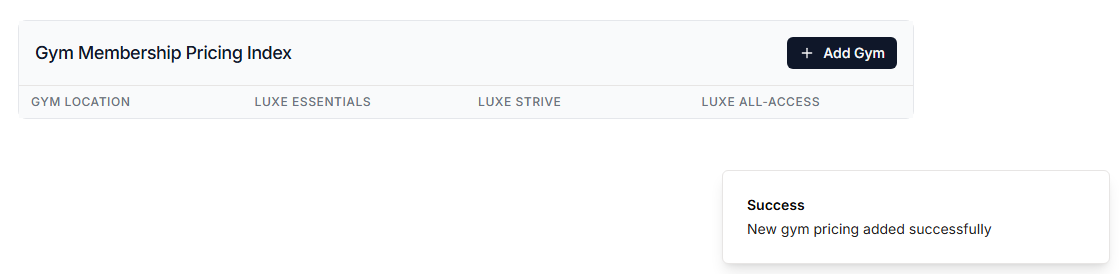 Gym Membership Pricing Index
Add Gym
GYM LOCATION LUXE ESSENTIALS LUXE STRIVE LUXE ALL-ACCESS
Success
New gym pricing added successfully